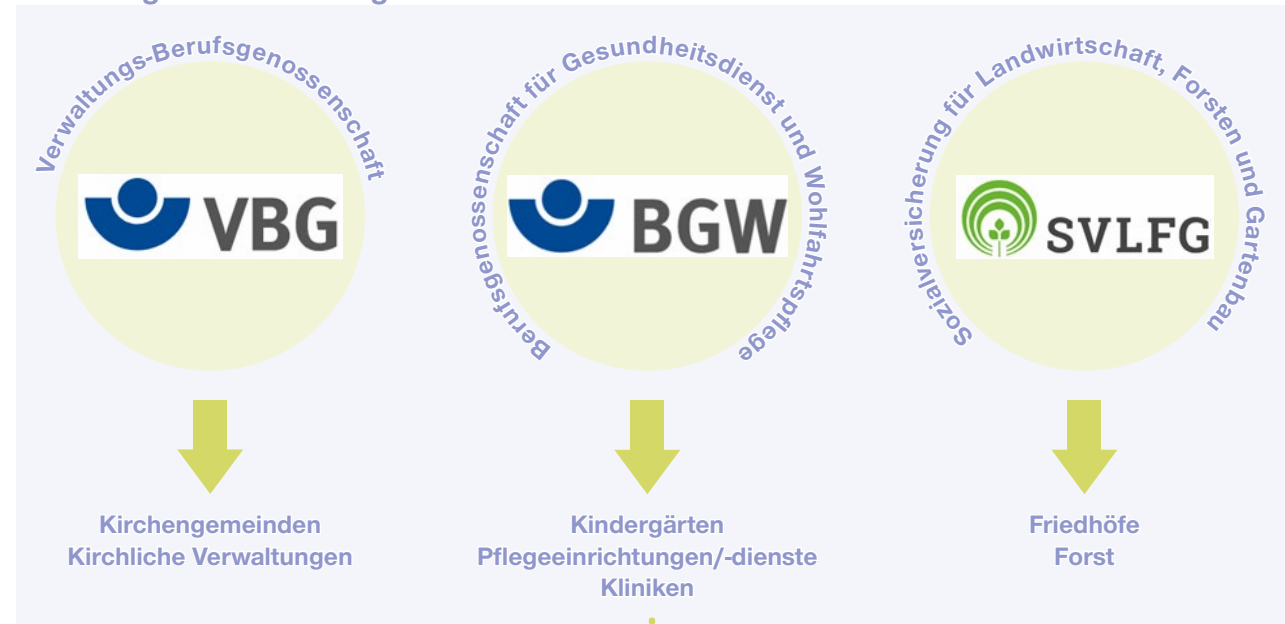 Verwaltungs-Berufsgenossenschaft
VBG
Berufsgenossenschaft für Gesundheitsdienst und Wohlfahrtspflege
BGW
Sozialversicherung für Landwirtschaft, Forsten und Gartenbau
SVLFG
Kirchengemeinden
Kirchliche Verwaltungen
Kindergärten
Pflegeeinrichtungen/-dienste
Kliniken
Friedhöfe
Forst